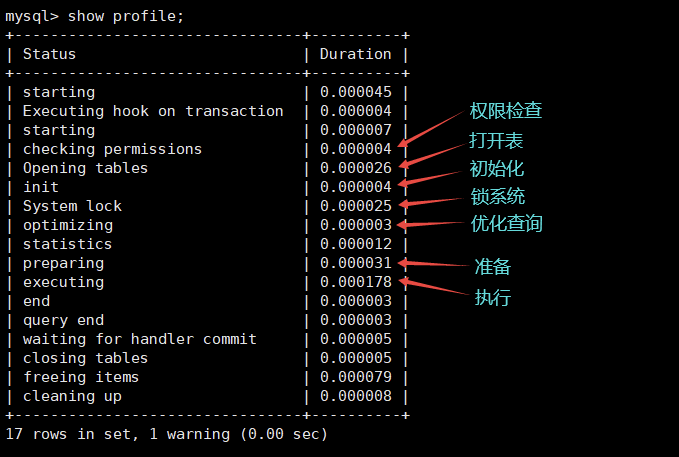 mysql> show profile;
+--------------------------------+----------+
| Status                         | Duration |
+--------------------------------+----------+
| starting                       | 0.000045 |
| Executing hook on transaction  | 0.000004 |
| starting                       | 0.000007 |
| checking permissions           | 0.000004 | 权限检查
| Opening tables                 | 0.000026 | 打开表
| init                           | 0.000004 | 初始化
| System lock                    | 0.000025 | 锁系统
| optimizing                     | 0.000003 | 优化查询
| statistics                     | 0.000012 |
| preparing                      | 0.000031 | 准备
| executing                      | 0.000178 | 执行
| end                            | 0.000003 |
| query end                      | 0.000003 |
| waiting for handler commit     | 0.000005 |
| closing tables                 | 0.000005 |
| freeing items                  | 0.000079 |
| cleaning up                    | 0.000008 |
+--------------------------------+----------+
17 rows in set, 1 warning (0.00 sec)